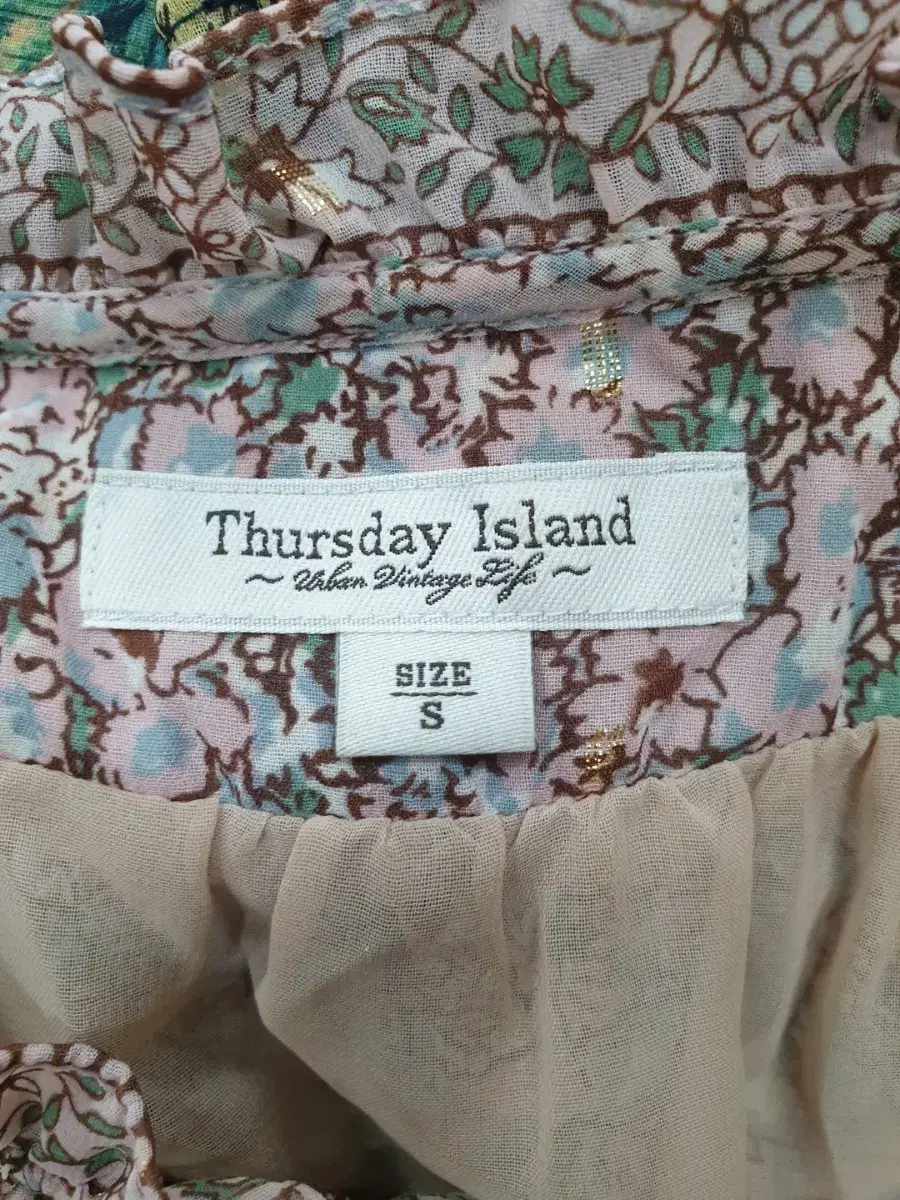 Thursday Island
~ Urban Vintage Life ~
SIZE
S